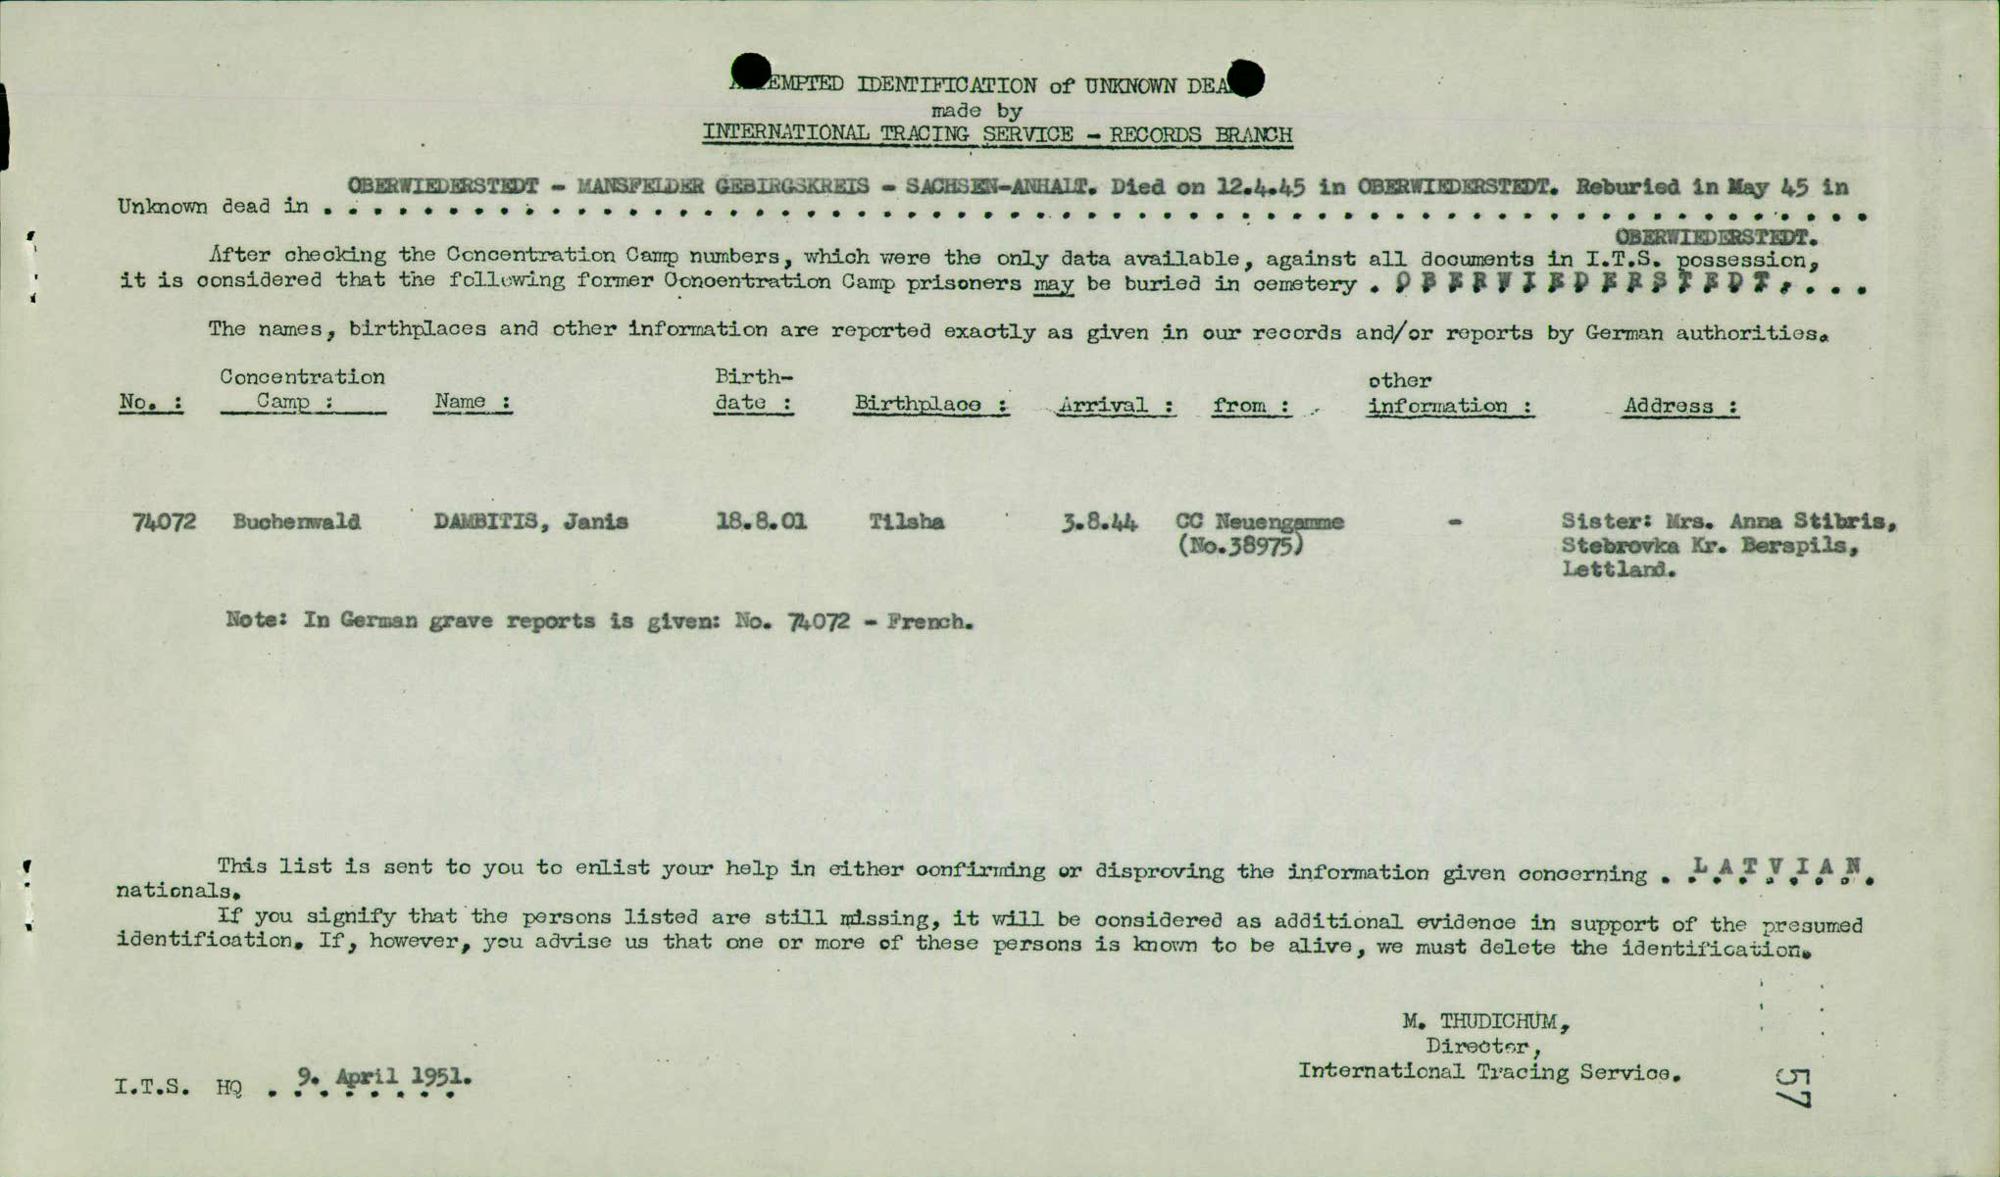 ATTEMPTED IDENTIFICATION of UNKNOWN DEAD
made by
INTERNATIONAL TRACING SERVICE - RECORDS BRANCH
OBERWIEDERSTEDT - MANSFELDER GEBIRGSKREIS - SACHSEN-ANHALT. Died on 12.4.45 in OBERWIEDERSTEDT. Reburied in May 45 in
Unknown dead in . . . . . . . . . . . . . . . . . . . . . . . . . . . . . . . . . . . . . . . . . . . . . . . . . . . . . . . . . . . .
OBERWIEDERSTEDT.
After checking the Concentration Camp numbers, which were the only data available, against all documents in I.T.S. possession,
it is considered that the following former Concentration Camp prisoners may be buried in cemetery . O B E R W I E D E R S T E D T . . . .
The names, birthplaces and other information are reported exactly as given in our records and/or reports by German authorities.
No. : Concentration Camp : Name : Birth-date : Birthplace : Arrival : from : other information : Address :
74072 Buchenwald DAMBITIS, Janis 18.8.01 Tilsha 3.8.44 CC Neuengamme - Sister: Mrs. Anna Stibris,
(No.38975) Stebrovka Kr. Berspils,
Lettland.
Note: In German grave reports is given: No. 74072 - French.
This list is sent to you to enlist your help in either confirming or disproving the information given concerning . L A T V I A N .
nationals.
If you signify that the persons listed are still missing, it will be considered as additional evidence in support of the presumed
identification. If, however, you advise us that one or more of these persons is known to be alive, we must delete the identification.
M. THUDICHUM,
Director,
International Tracing Service.
I.T.S. HQ . 9. April 1951.
57